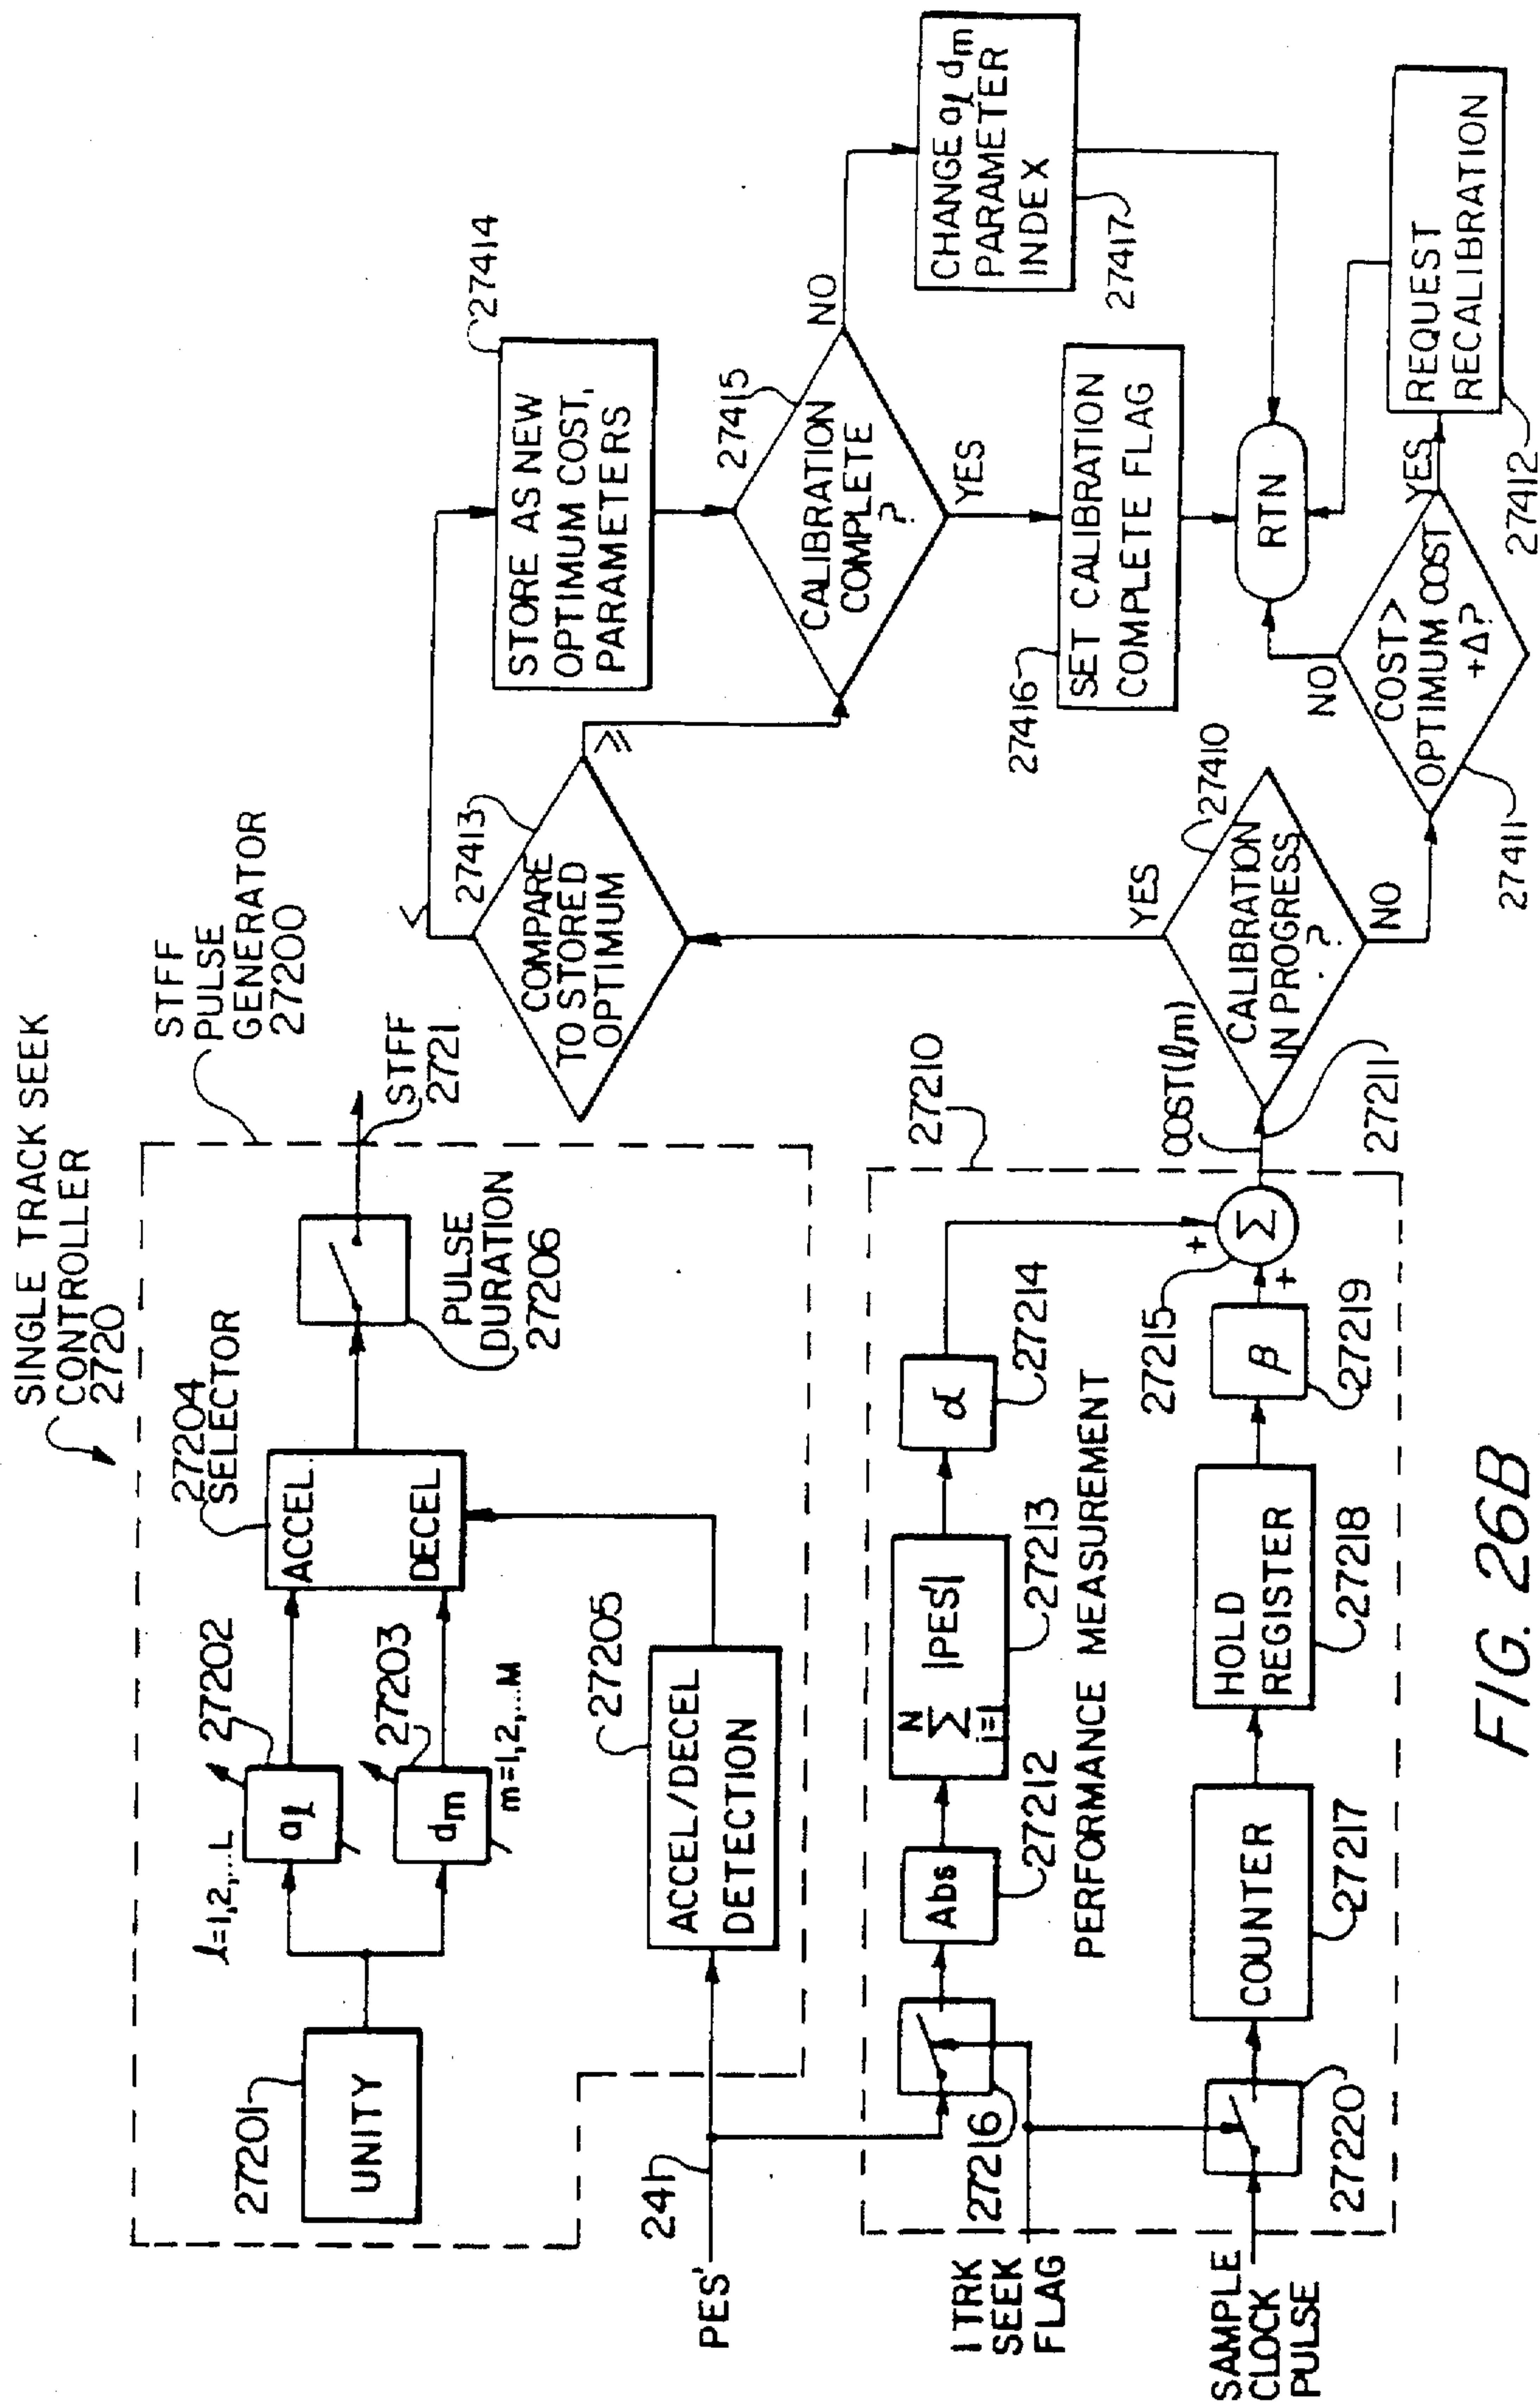 SINGLE TRACK SEEK
CONTROLLER
2720
STFF
PULSE
GENERATOR
27200
27201
UNITY
l=1,2,...L
al
27202
dm
27203
m=1,2,...M
27204
SELECTOR
ACCEL.
DECEL
PULSE
DURATION
27206
STFF
2721
ACCEL/DECEL
DETECTION
27205
241
PES'
27210
27216
Abs
27212
N
Σ |PES'|
i=1
27213
α
27214
PERFORMANCE MEASUREMENT
1 TRK
SEEK
FLAG
SAMPLE
CLOCK
PULSE
27220
COUNTER
27217
HOLD
REGISTER
27218
β
27219
27215
+
+
Σ
COST(l,m)
27211
CALIBRATION
IN PROGRESS
?
27410
YES
NO
COMPARE
TO STORED
OPTIMUM
27413
<
≥
STORE AS NEW
OPTIMUM COST,
PARAMETERS
27414
CALIBRATION
COMPLETE
?
27415
NO
YES
CHANGE al dm
PARAMETER
INDEX
27417
SET CALIBRATION
COMPLETE FLAG
27416
RTN
COST>
OPTIMUM COST
+Δ?
27411
NO
YES
REQUEST
RECALIBRATION
27412
FIG. 26B